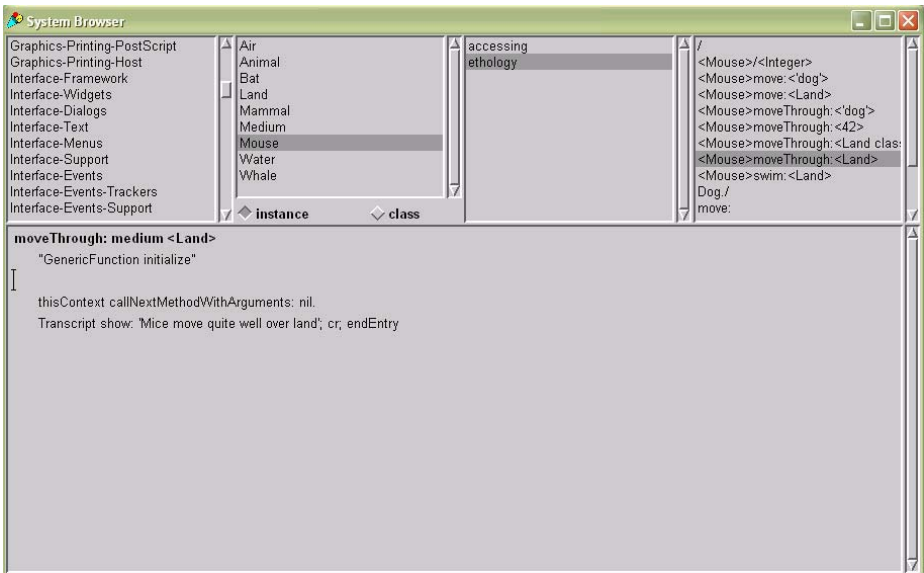 System Browser
Graphics-Printing-PostScript
Graphics-Printing-Host
Interface-Framework
Interface-Widgets
Interface-Dialogs
Interface-Text
Interface-Menus
Interface-Support
Interface-Events
Interface-Events-Trackers
Interface-Events-Support
Air
Animal
Bat
Land
Mammal
Medium
Mouse
Water
Whale
instance
class
accessing
ethology
/
<Mouse>/<Integer>
<Mouse>move:<'dog'>
<Mouse>move:<Land>
<Mouse>moveThrough:<'dog'>
<Mouse>moveThrough:<42>
<Mouse>moveThrough:<Land clas
<Mouse>moveThrough:<Land>
<Mouse>swim:<Land>
Dog./
move:
moveThrough: medium <Land>
"GenericFunction initialize"
thisContext callNextMethodWithArguments: nil.
Transcript show: 'Mice move quite well over land'; cr; endEntry